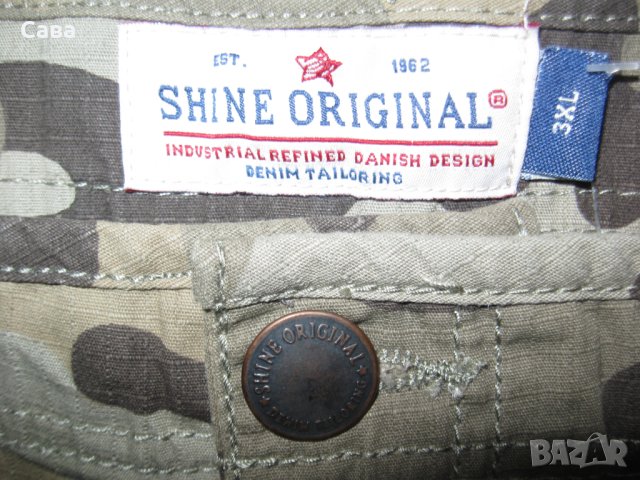 Сава
EST. 1962
SHINE ORIGINAL®
INDUSTRIAL REFINED DANISH DESIGN
DENIM TAILORING
3XL
SHINE ORIGINAL
DENIM TAILORING
BAZAR